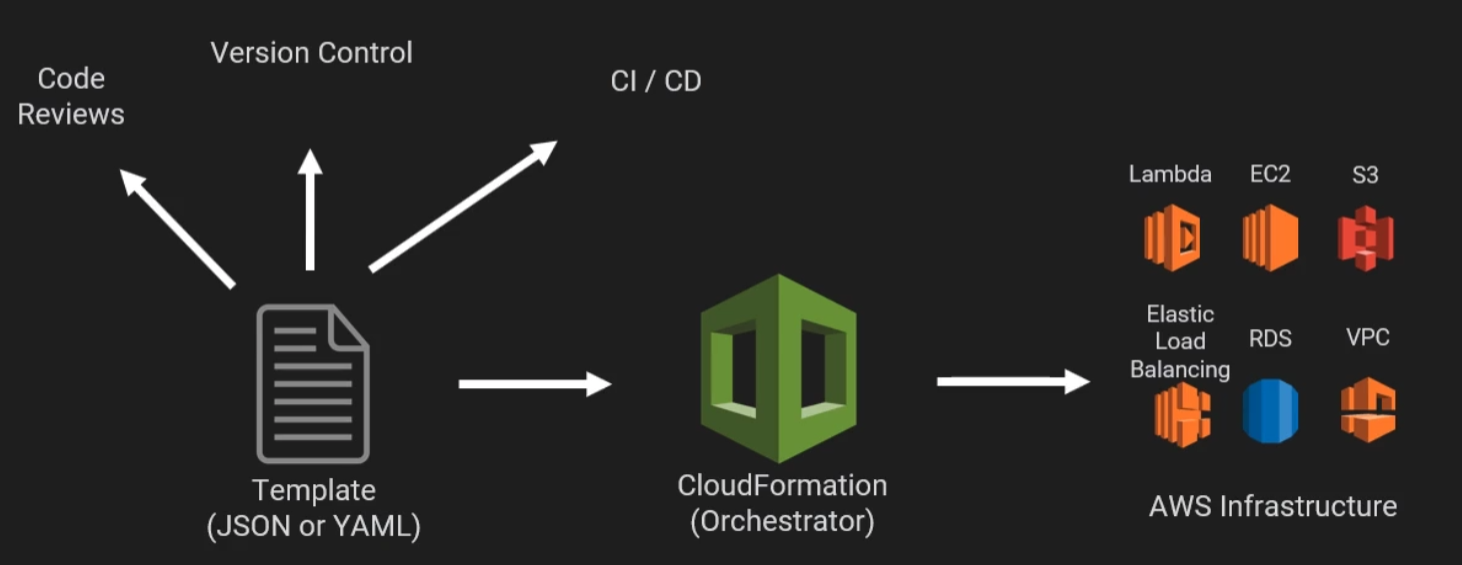 Version Control
Code
Reviews
CI / CD
Lambda
EC2
S3
Elastic
Load
Balancing
RDS
VPC
Template
(JSON or YAML)
CloudFormation
(Orchestrator)
AWS Infrastructure